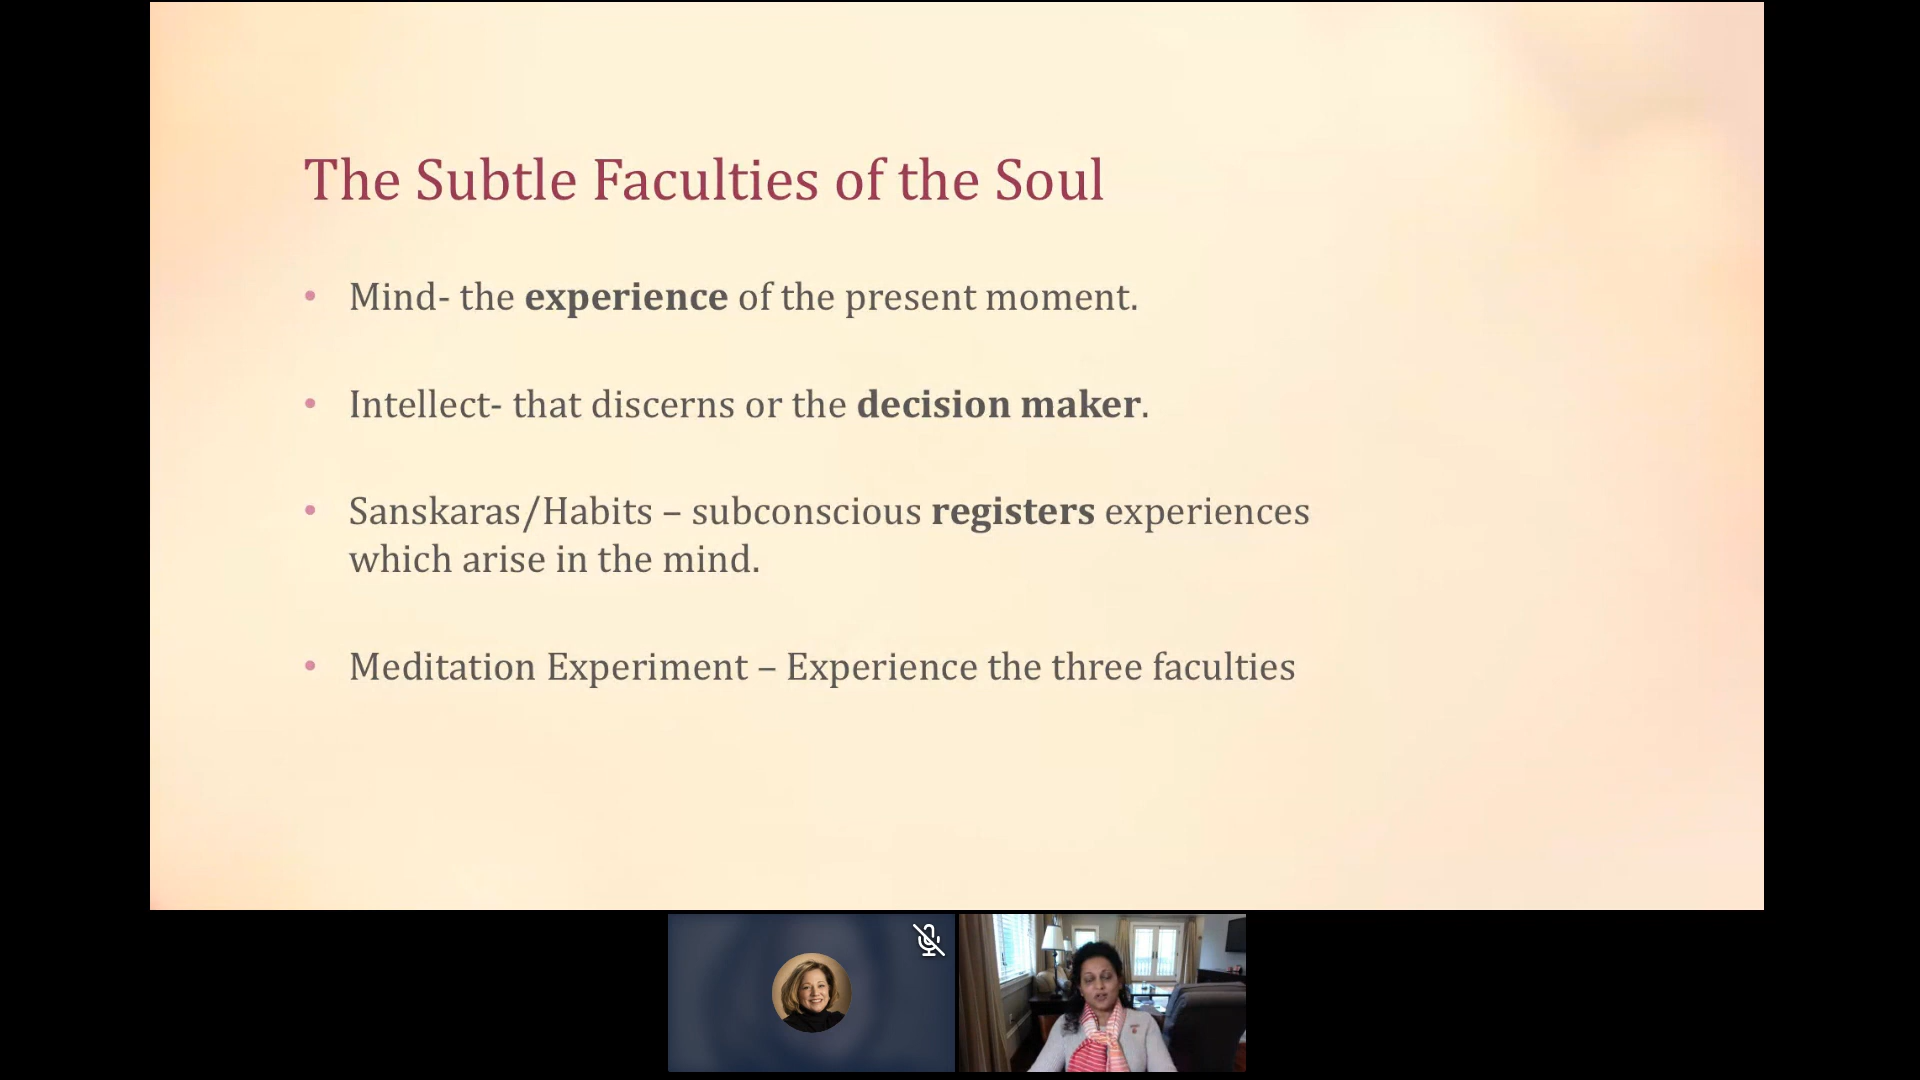 The Subtle Faculties of the Soul
• Mind- the experience of the present moment.
• Intellect- that discerns or the decision maker.
• Sanskaras/Habits – subconscious registers experiences
which arise in the mind.
• Meditation Experiment – Experience the three faculties